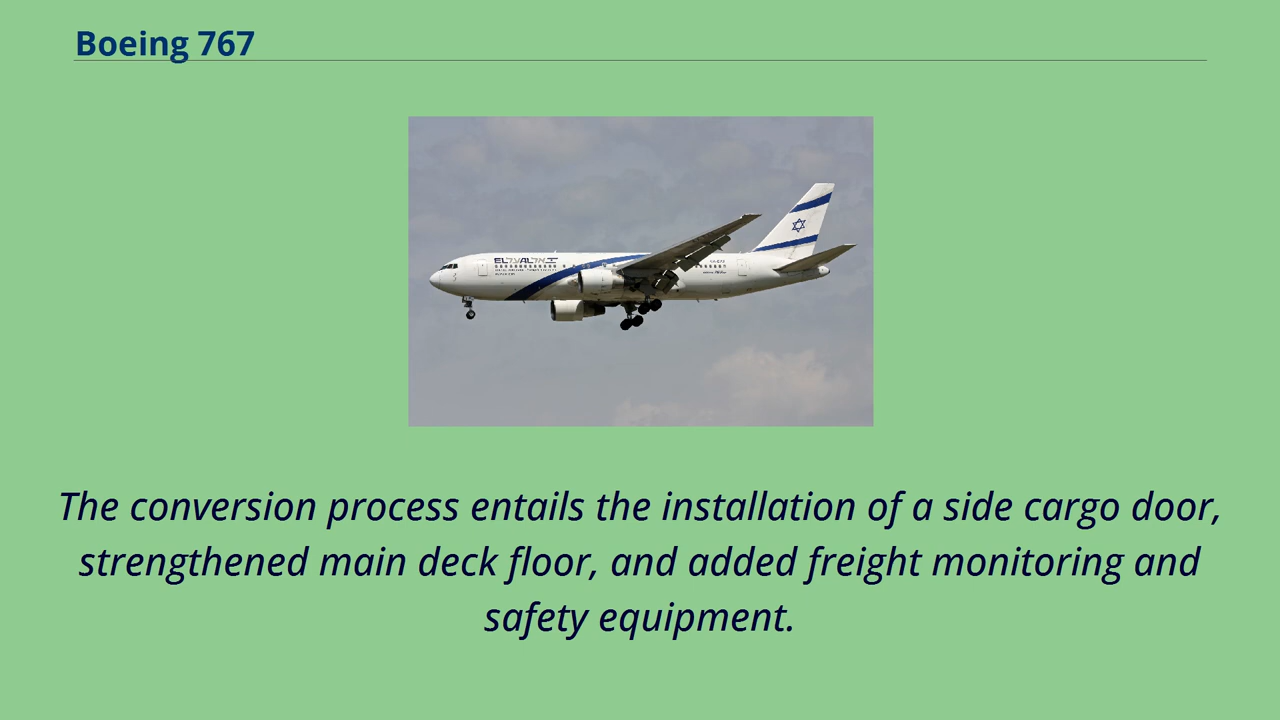 Boeing 767
EL אל AL
The conversion process entails the installation of a side cargo door,
strengthened main deck floor, and added freight monitoring and
safety equipment.